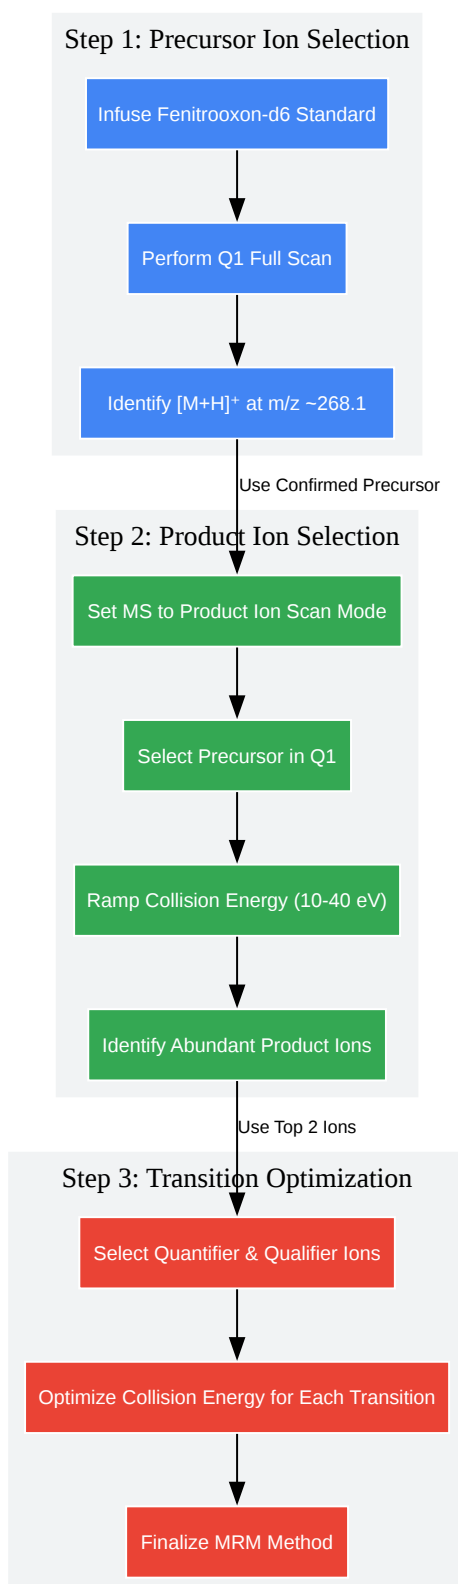 Step 1: Precursor Ion Selection
Infuse Fenitrooxon-d6 Standard
Perform Q1 Full Scan
Identify [M+H]⁺ at m/z ~268.1
Use Confirmed Precursor
Step 2: Product Ion Selection
Set MS to Product Ion Scan Mode
Select Precursor in Q1
Ramp Collision Energy (10-40 eV)
Identify Abundant Product Ions
Use Top 2 Ions
Step 3: Transition Optimization
Select Quantifier & Qualifier Ions
Optimize Collision Energy for Each Transition
Finalize MRM Method